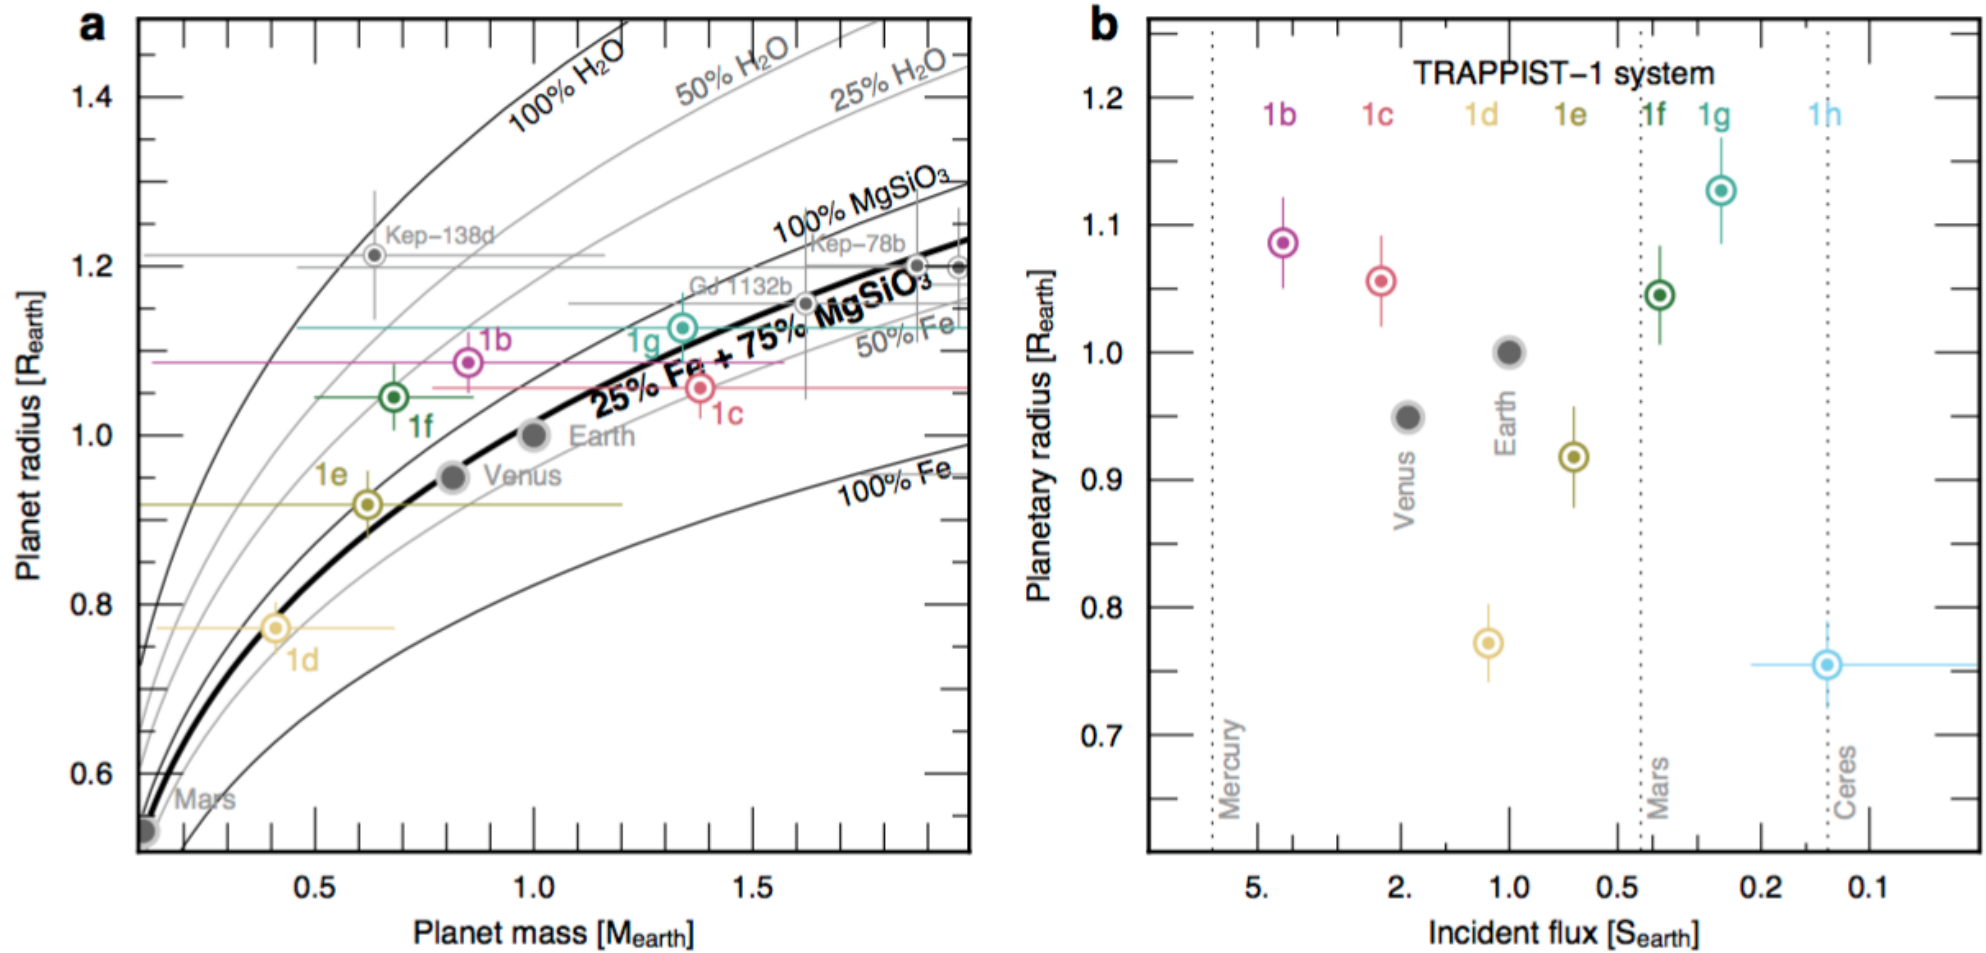 a
100% H₂O
50% H₂O
25% H₂O
100% MgSiO₃
Kep−138d
Kep−78b
GJ 1132b
25% Fe + 75% MgSiO₃
50% Fe
100% Fe
1b
1g
1c
1f
1e
1d
Earth
Venus
Mars
1.4
1.2
1.0
0.8
0.6
Planet radius [Rearth]
0.5
1.0
1.5
Planet mass [Mearth]
b
TRAPPIST−1 system
1b
1c
1d
1e
1f
1g
1h
Venus
Earth
Mercury
Mars
Ceres
1.2
1.1
1.0
0.9
0.8
0.7
Planetary radius [Rearth]
5.
2.
1.0
0.5
0.2
0.1
Incident flux [Searth]